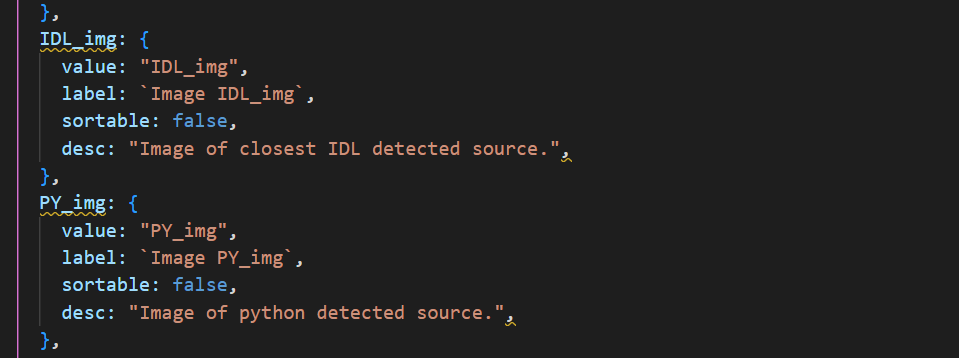 },
IDL_img: {
value: "IDL_img",
label: `Image IDL_img`,
sortable: false,
desc: "Image of closest IDL detected source.",
},
PY_img: {
value: "PY_img",
label: `Image PY_img`,
sortable: false,
desc: "Image of python detected source.",
},